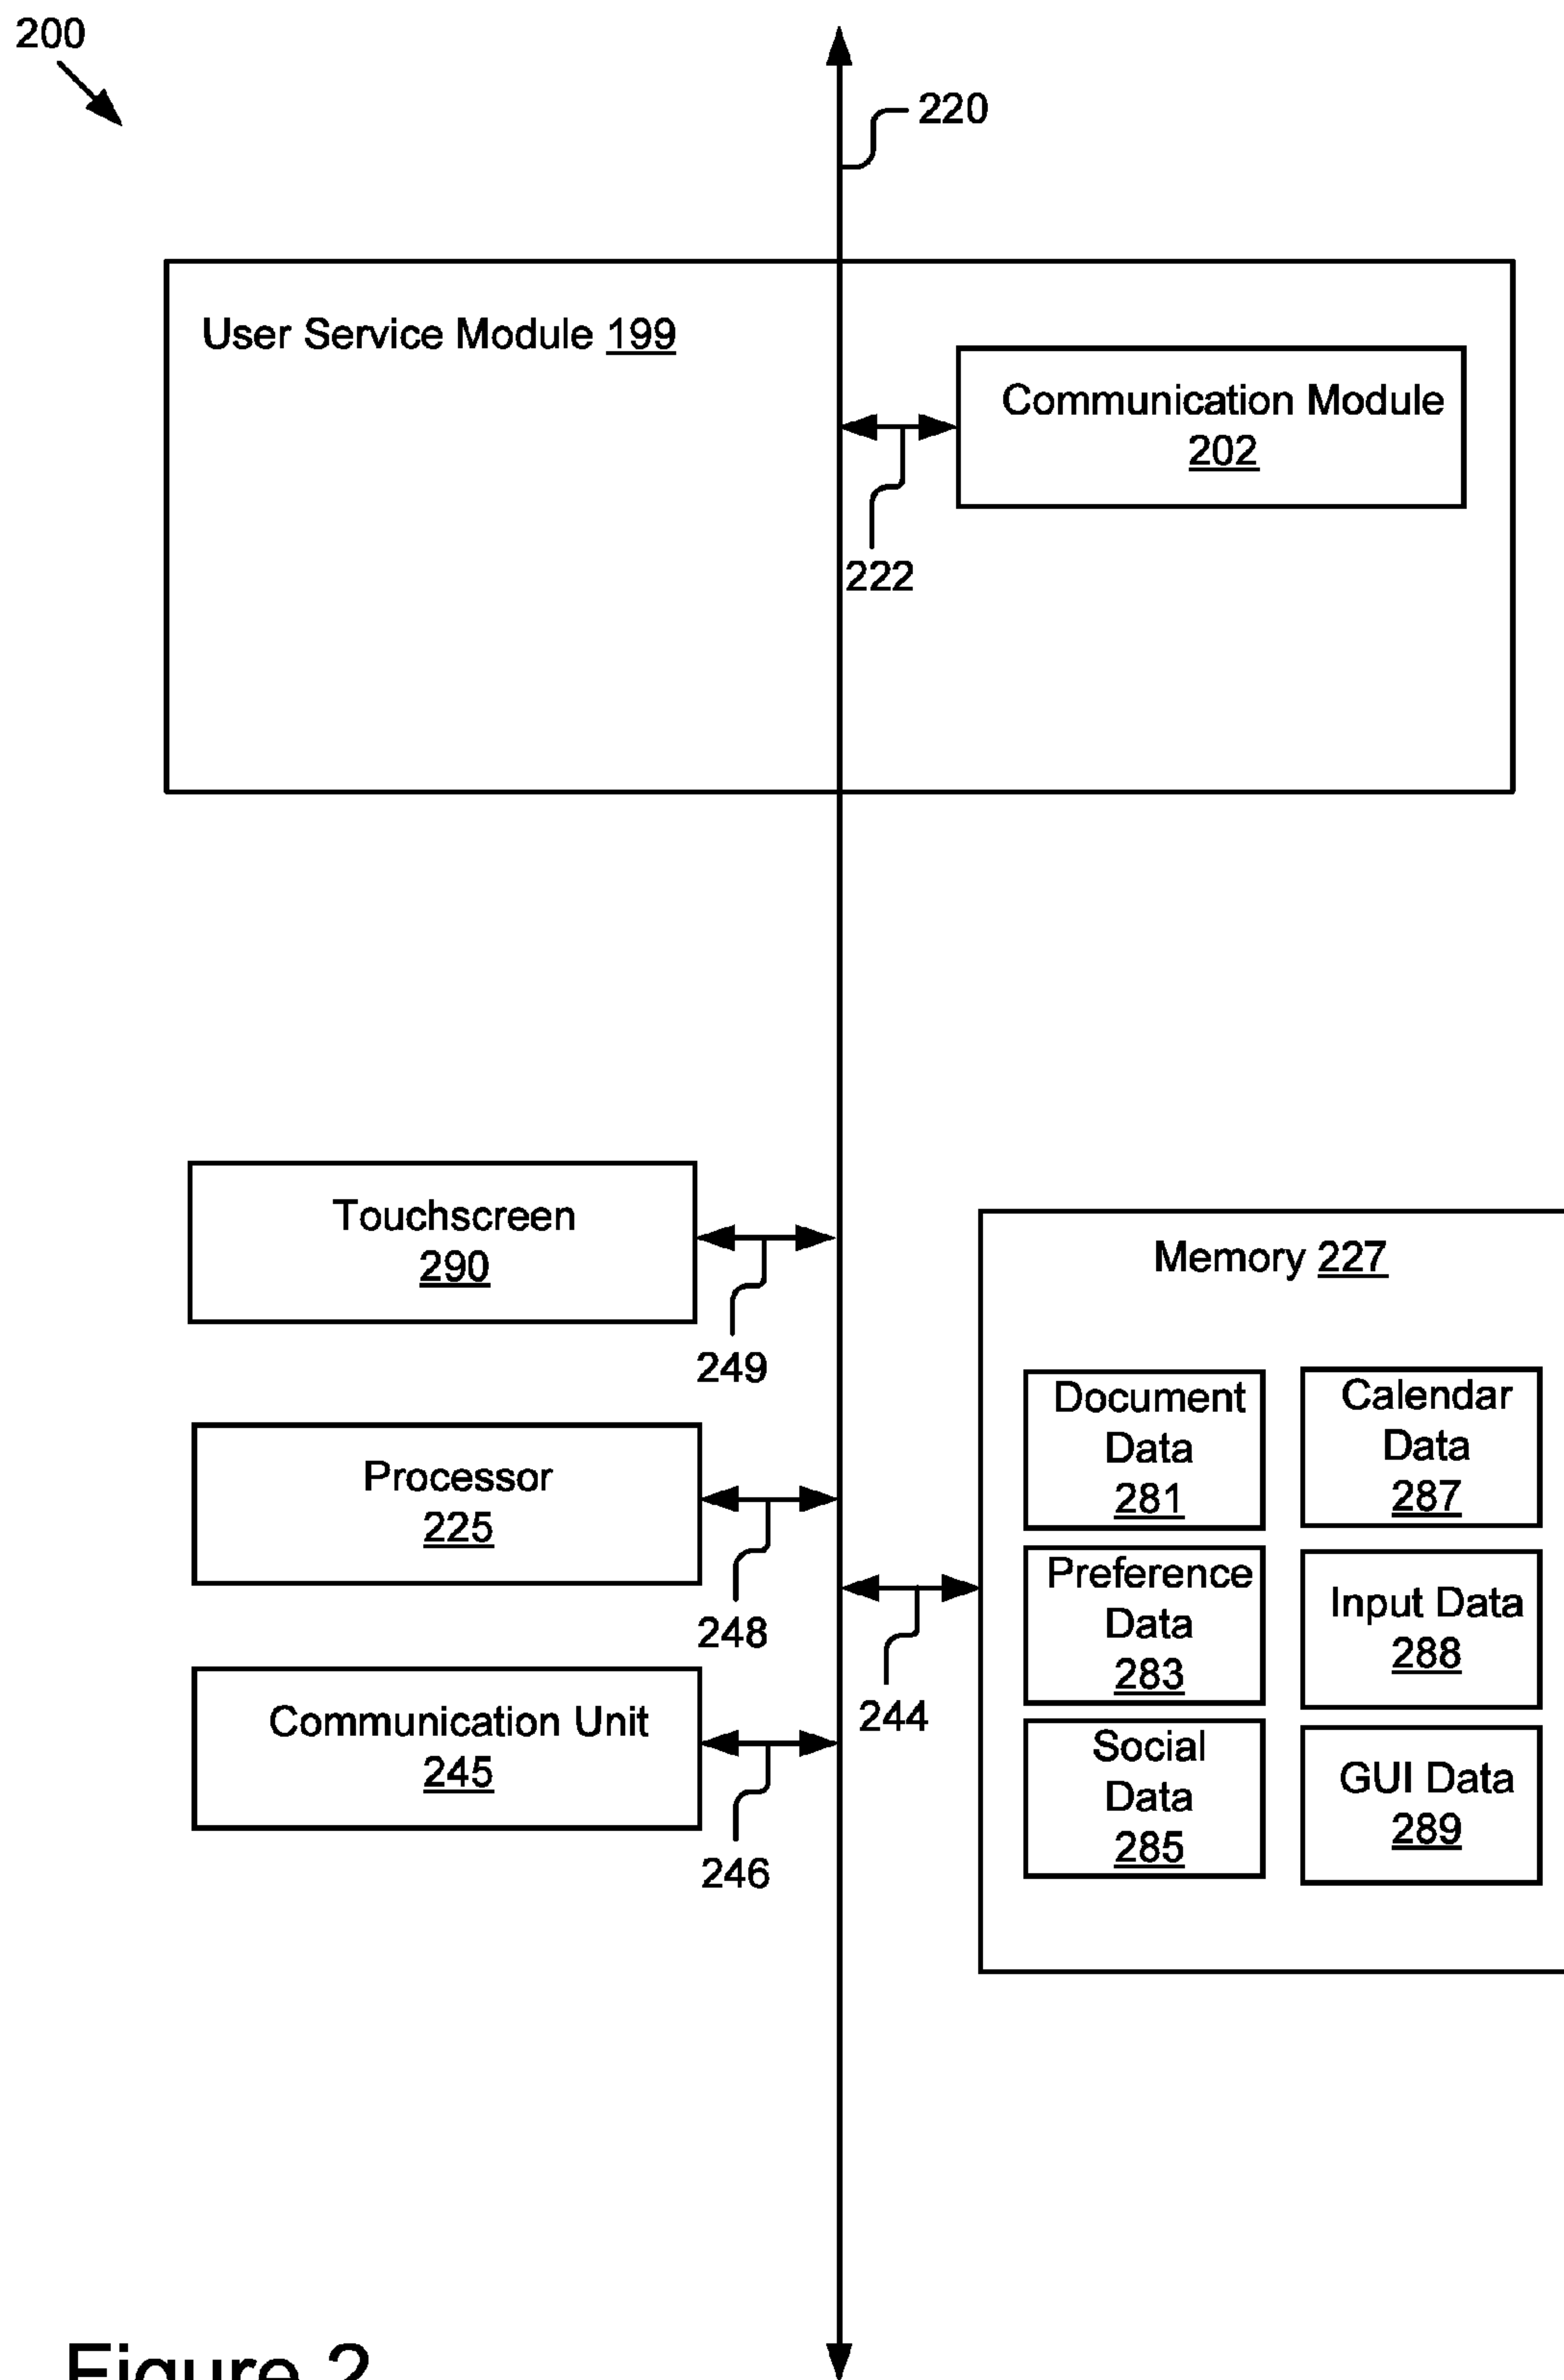 200
220
User Service Module 199
Communication Module
202
222
Touchscreen
290
249
Memory 227
Document
Data
281
Calendar
Data
287
Processor
225
248
Preference
Data
283
Input Data
288
244
Communication Unit
245
246
Social
Data
285
GUI Data
289
Figure 2